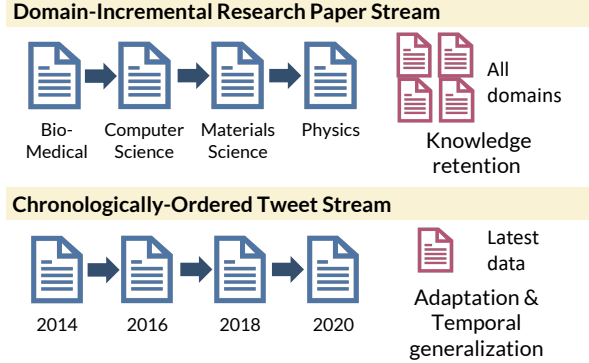 Domain-Incremental Research Paper Stream
Bio-
Medical
Computer
Science
Materials
Science
Physics
All
domains
Knowledge
retention
Chronologically-Ordered Tweet Stream
2014
2016
2018
2020
Latest
data
Adaptation &
Temporal
generalization